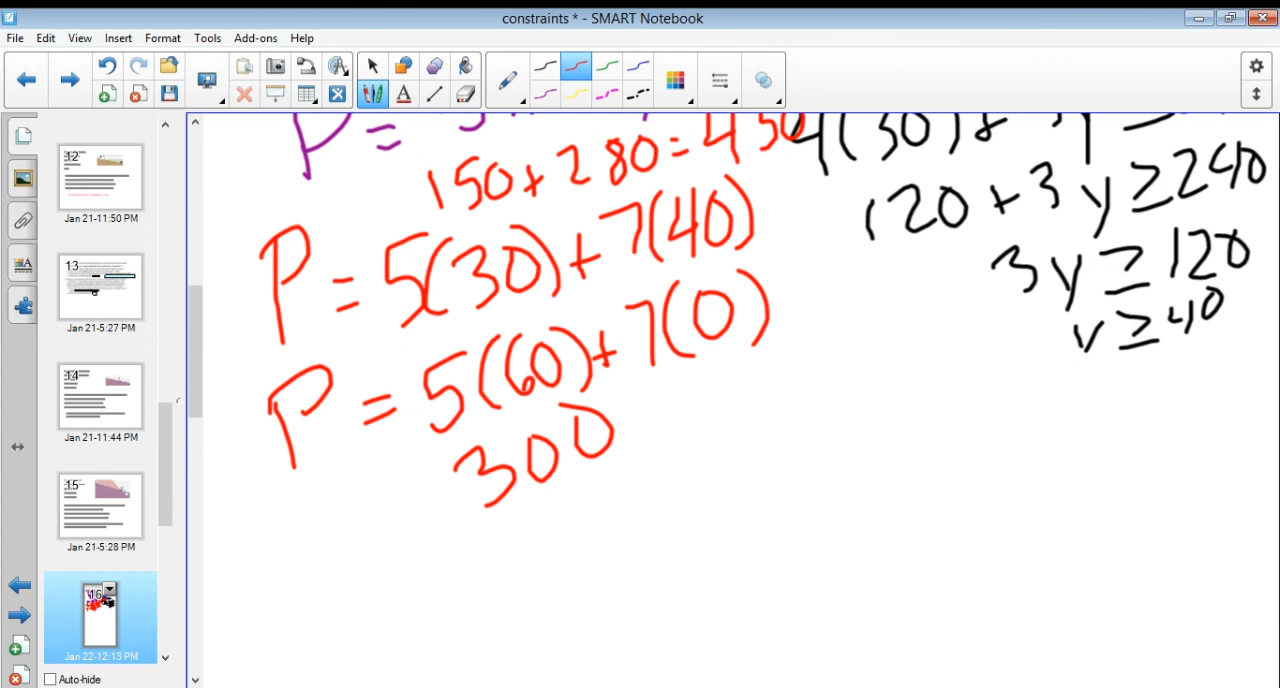 constraints * - SMART Notebook
File Edit View Insert Format Tools Add-ons Help
12
Jan 21-11:50 PM
13
Jan 21-5:27 PM
14
Jan 21-11:44 PM
15
Jan 21-5:28 PM
16
Jan 22-12:13 PM
Auto-hide
P =
150 + 280 = 430
P = 5(30) + 7(40)
P = 5(60) + 7(0)
300
4(30) + 3y ≥
120 + 3y ≥ 240
3y ≥ 120
y ≥ 40